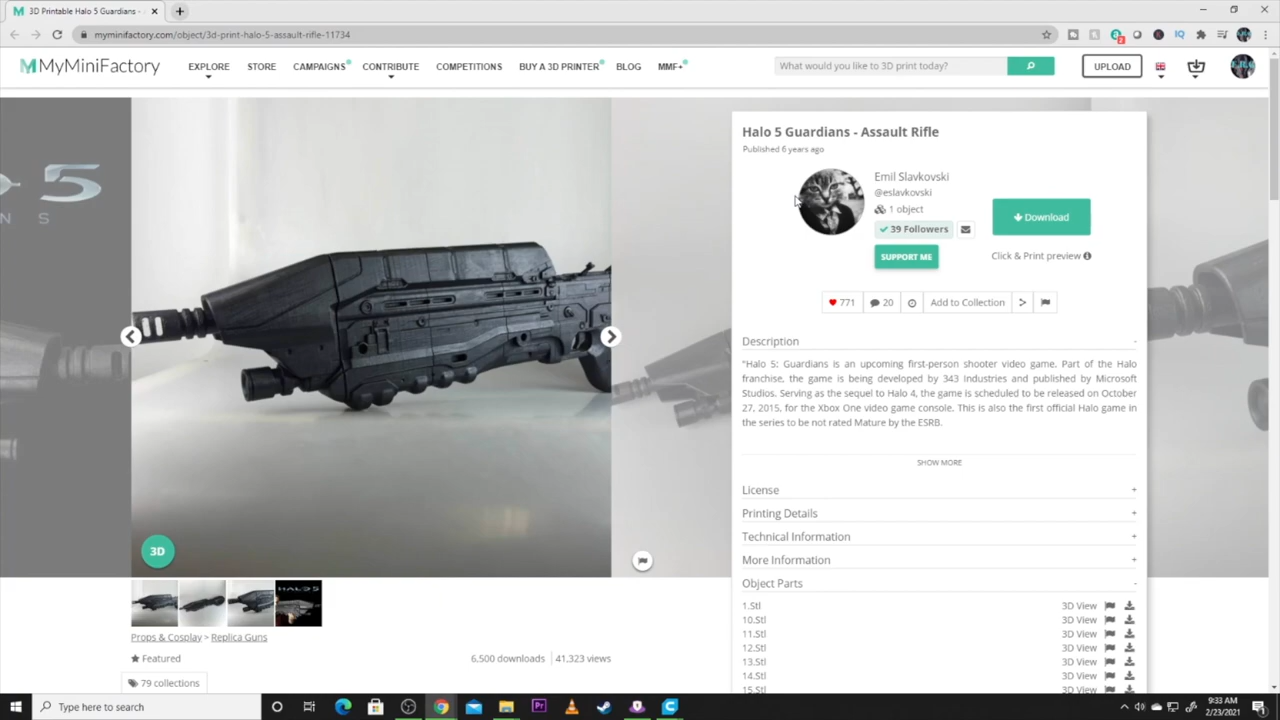 3D Printable Halo 5 Guardians -
myminifactory.com/object/3d-print-halo-5-assault-rifle-11734
MyMiniFactory
EXPLORE STORE CAMPAIGNS CONTRIBUTE COMPETITIONS BUY A 3D PRINTER BLOG MMF+
What would you like to 3D print today?
UPLOAD
Halo 5 Guardians - Assault Rifle
Published 6 years ago
Emil Slavkovski
@eslavkovski
1 object
39 Followers
SUPPORT ME
Download
Click & Print preview
771 20 Add to Collection
Description -
"Halo 5: Guardians is an upcoming first-person shooter video game. Part of the Halo
franchise, the game is being developed by 343 Industries and published by Microsoft
Studios. Serving as the sequel to Halo 4, the game is scheduled to be released on October
27, 2015, for the Xbox One video game console. This is also the first official Halo game in
the series to be not rated Mature by the ESRB.
SHOW MORE
License +
Printing Details +
Technical Information +
More Information +
Object Parts -
1.Stl 3D View
10.Stl 3D View
11.Stl 3D View
12.Stl 3D View
13.Stl 3D View
14.Stl 3D View
15.Stl 3D View
5
N S
3D
HALO 5
Props & Cosplay > Replica Guns
Featured
6,500 downloads 41,323 views
79 collections
Type here to search
9:33 AM
2/23/2021